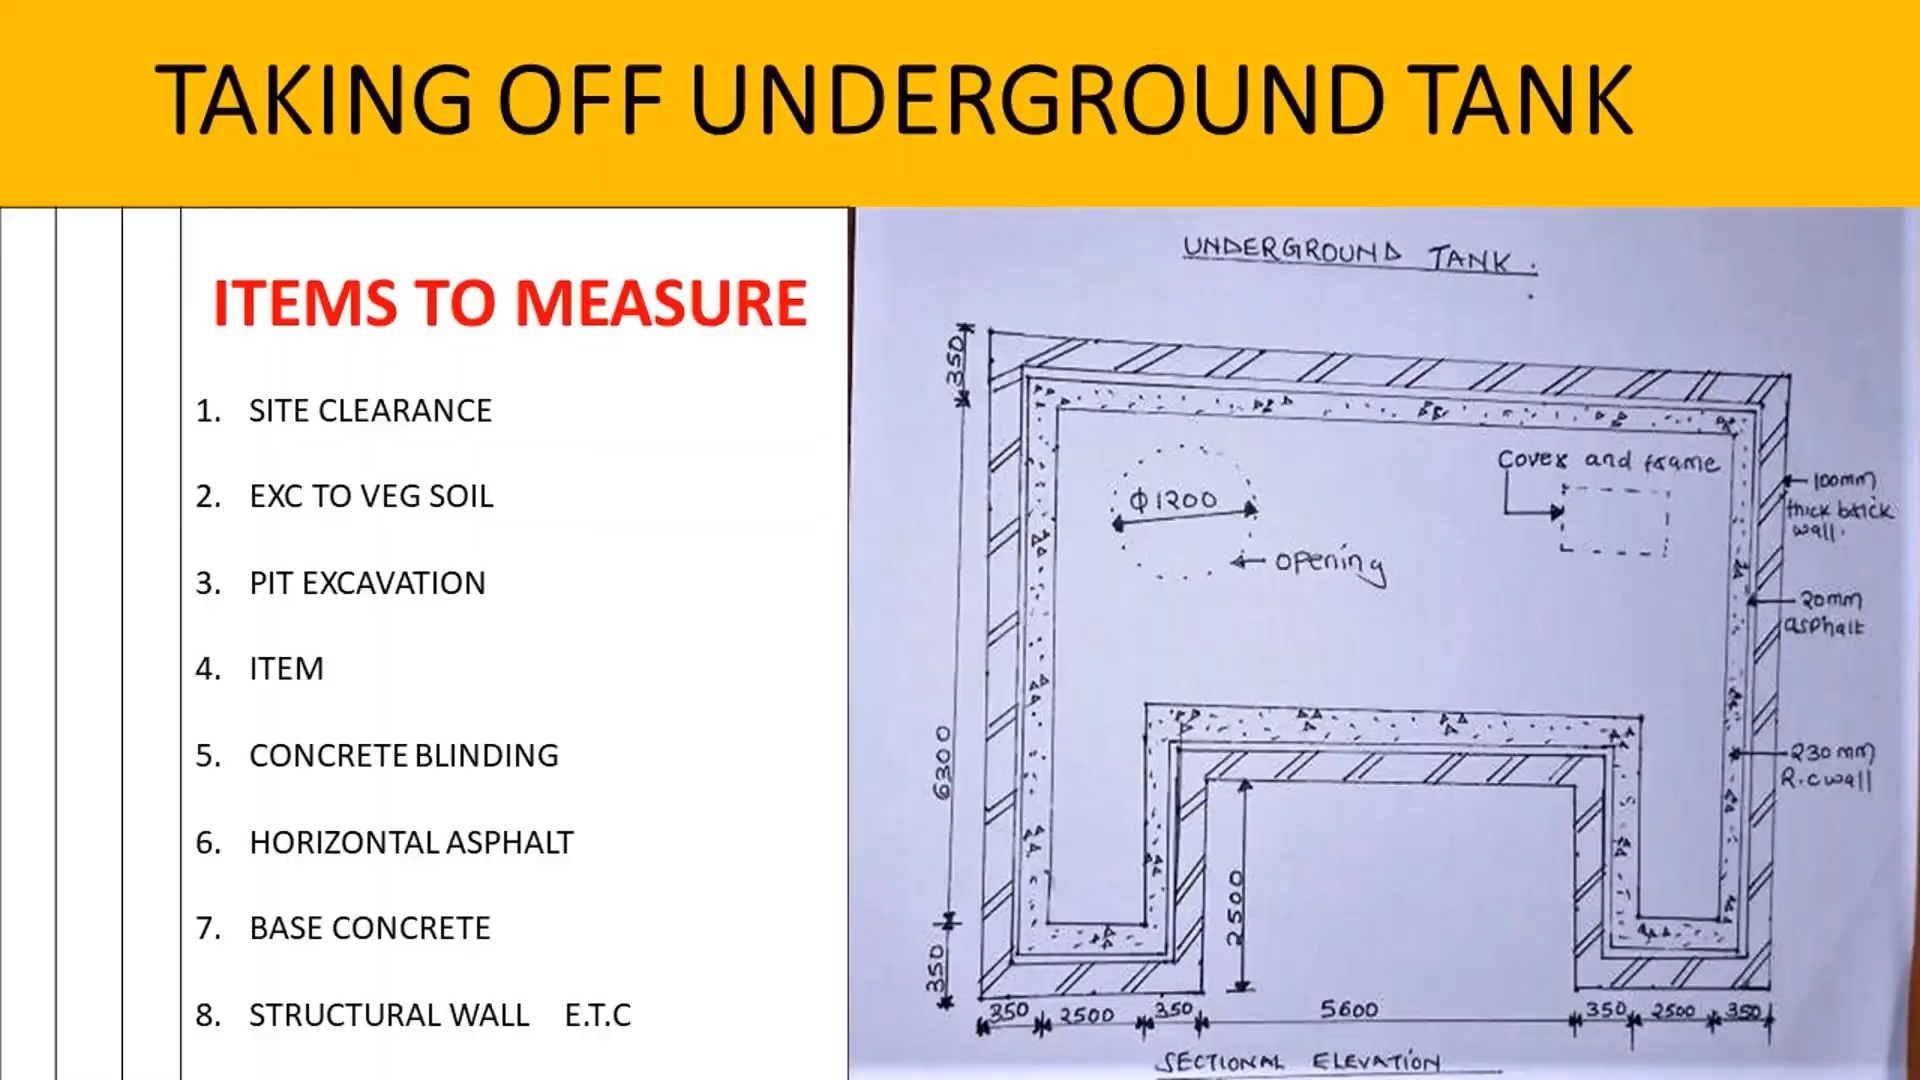 TAKING OFF UNDERGROUND TANK
ITEMS TO MEASURE
1. SITE CLEARANCE
2. EXC TO VEG SOIL
3. PIT EXCAVATION
4. ITEM
5. CONCRETE BLINDING
6. HORIZONTAL ASPHALT
7. BASE CONCRETE
8. STRUCTURAL WALL E.T.C
UNDERGROUND TANK.
350
Cover and frame
ϕ1200
opening
100mm
thick brick
wall.
20mm
asphalt
6300
230mm
R.c wall
2500
350
350 2500 350 5600 350 2500 350
SECTIONAL ELEVATION